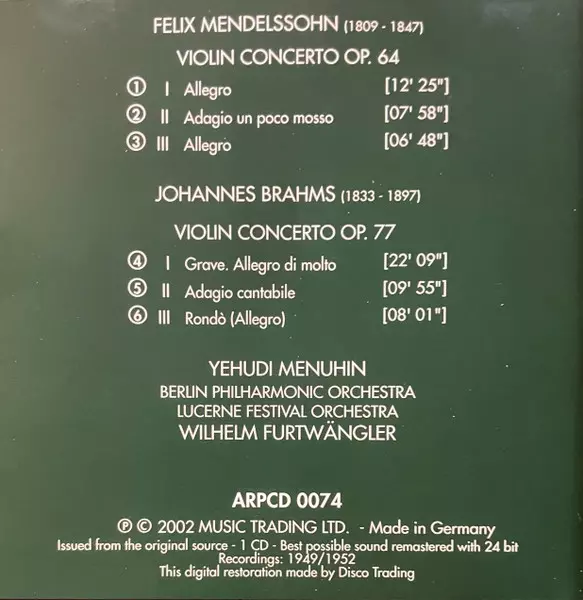 FELIX MENDELSSOHN (1809 - 1847)
VIOLIN CONCERTO OP. 64
① I Allegro [12' 25"]
② II Adagio un poco mosso [07' 58"]
③ III Allegro [06' 48"]
JOHANNES BRAHMS (1833 - 1897)
VIOLIN CONCERTO OP. 77
④ I Grave. Allegro di molto [22' 09"]
⑤ II Adagio cantabile [09' 55"]
⑥ III Rondò (Allegro) [08' 01"]
YEHUDI MENUHIN
BERLIN PHILHARMONIC ORCHESTRA
LUCERNE FESTIVAL ORCHESTRA
WILHELM FURTWÄNGLER
ARPCD 0074
℗ © 2002 MUSIC TRADING LTD. - Made in Germany
Issued from the original source - 1 CD - Best possible sound remastered with 24 bit
Recordings: 1949/1952
This digital restoration made by Disco Trading